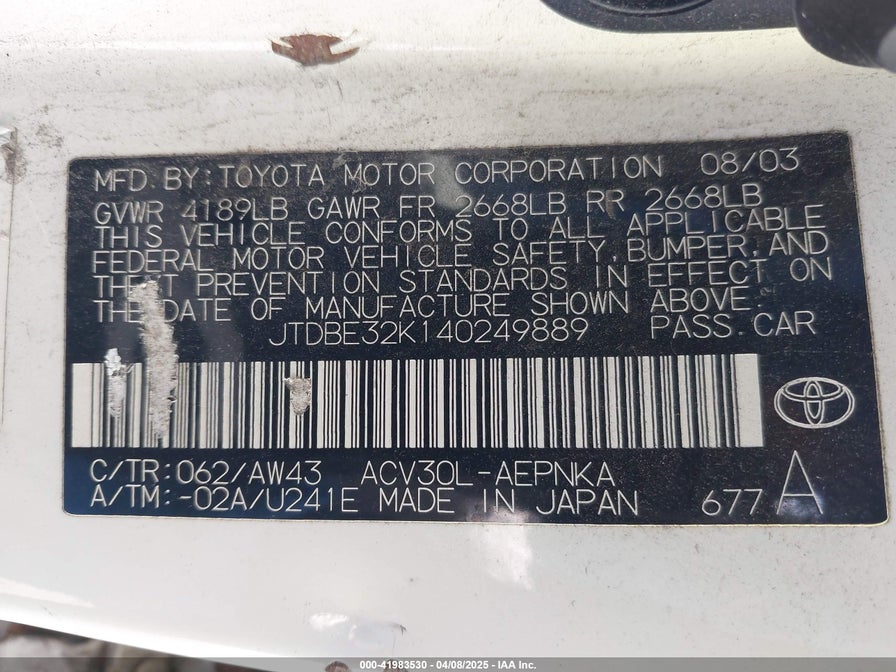 MFD BY: TOYOTA MOTOR CORPORATION 08/03
GVWR 4189LB GAWR FR 2668LB RR 2668LB
THIS VEHICLE CONFORMS TO ALL APPLICABLE
FEDERAL MOTOR VEHICLE SAFETY, BUMPER, AND
THEFT PREVENTION STANDARDS IN EFFECT ON
THE DATE OF MANUFACTURE SHOWN ABOVE.
JTDBE32K140249889 PASS. CAR
C/TR: 062/AW43 ACV30L-AEPNKA
A/TM: -02A/U241E MADE IN JAPAN 677 A
000-41983530 - 04/08/2025 - IAA Inc.